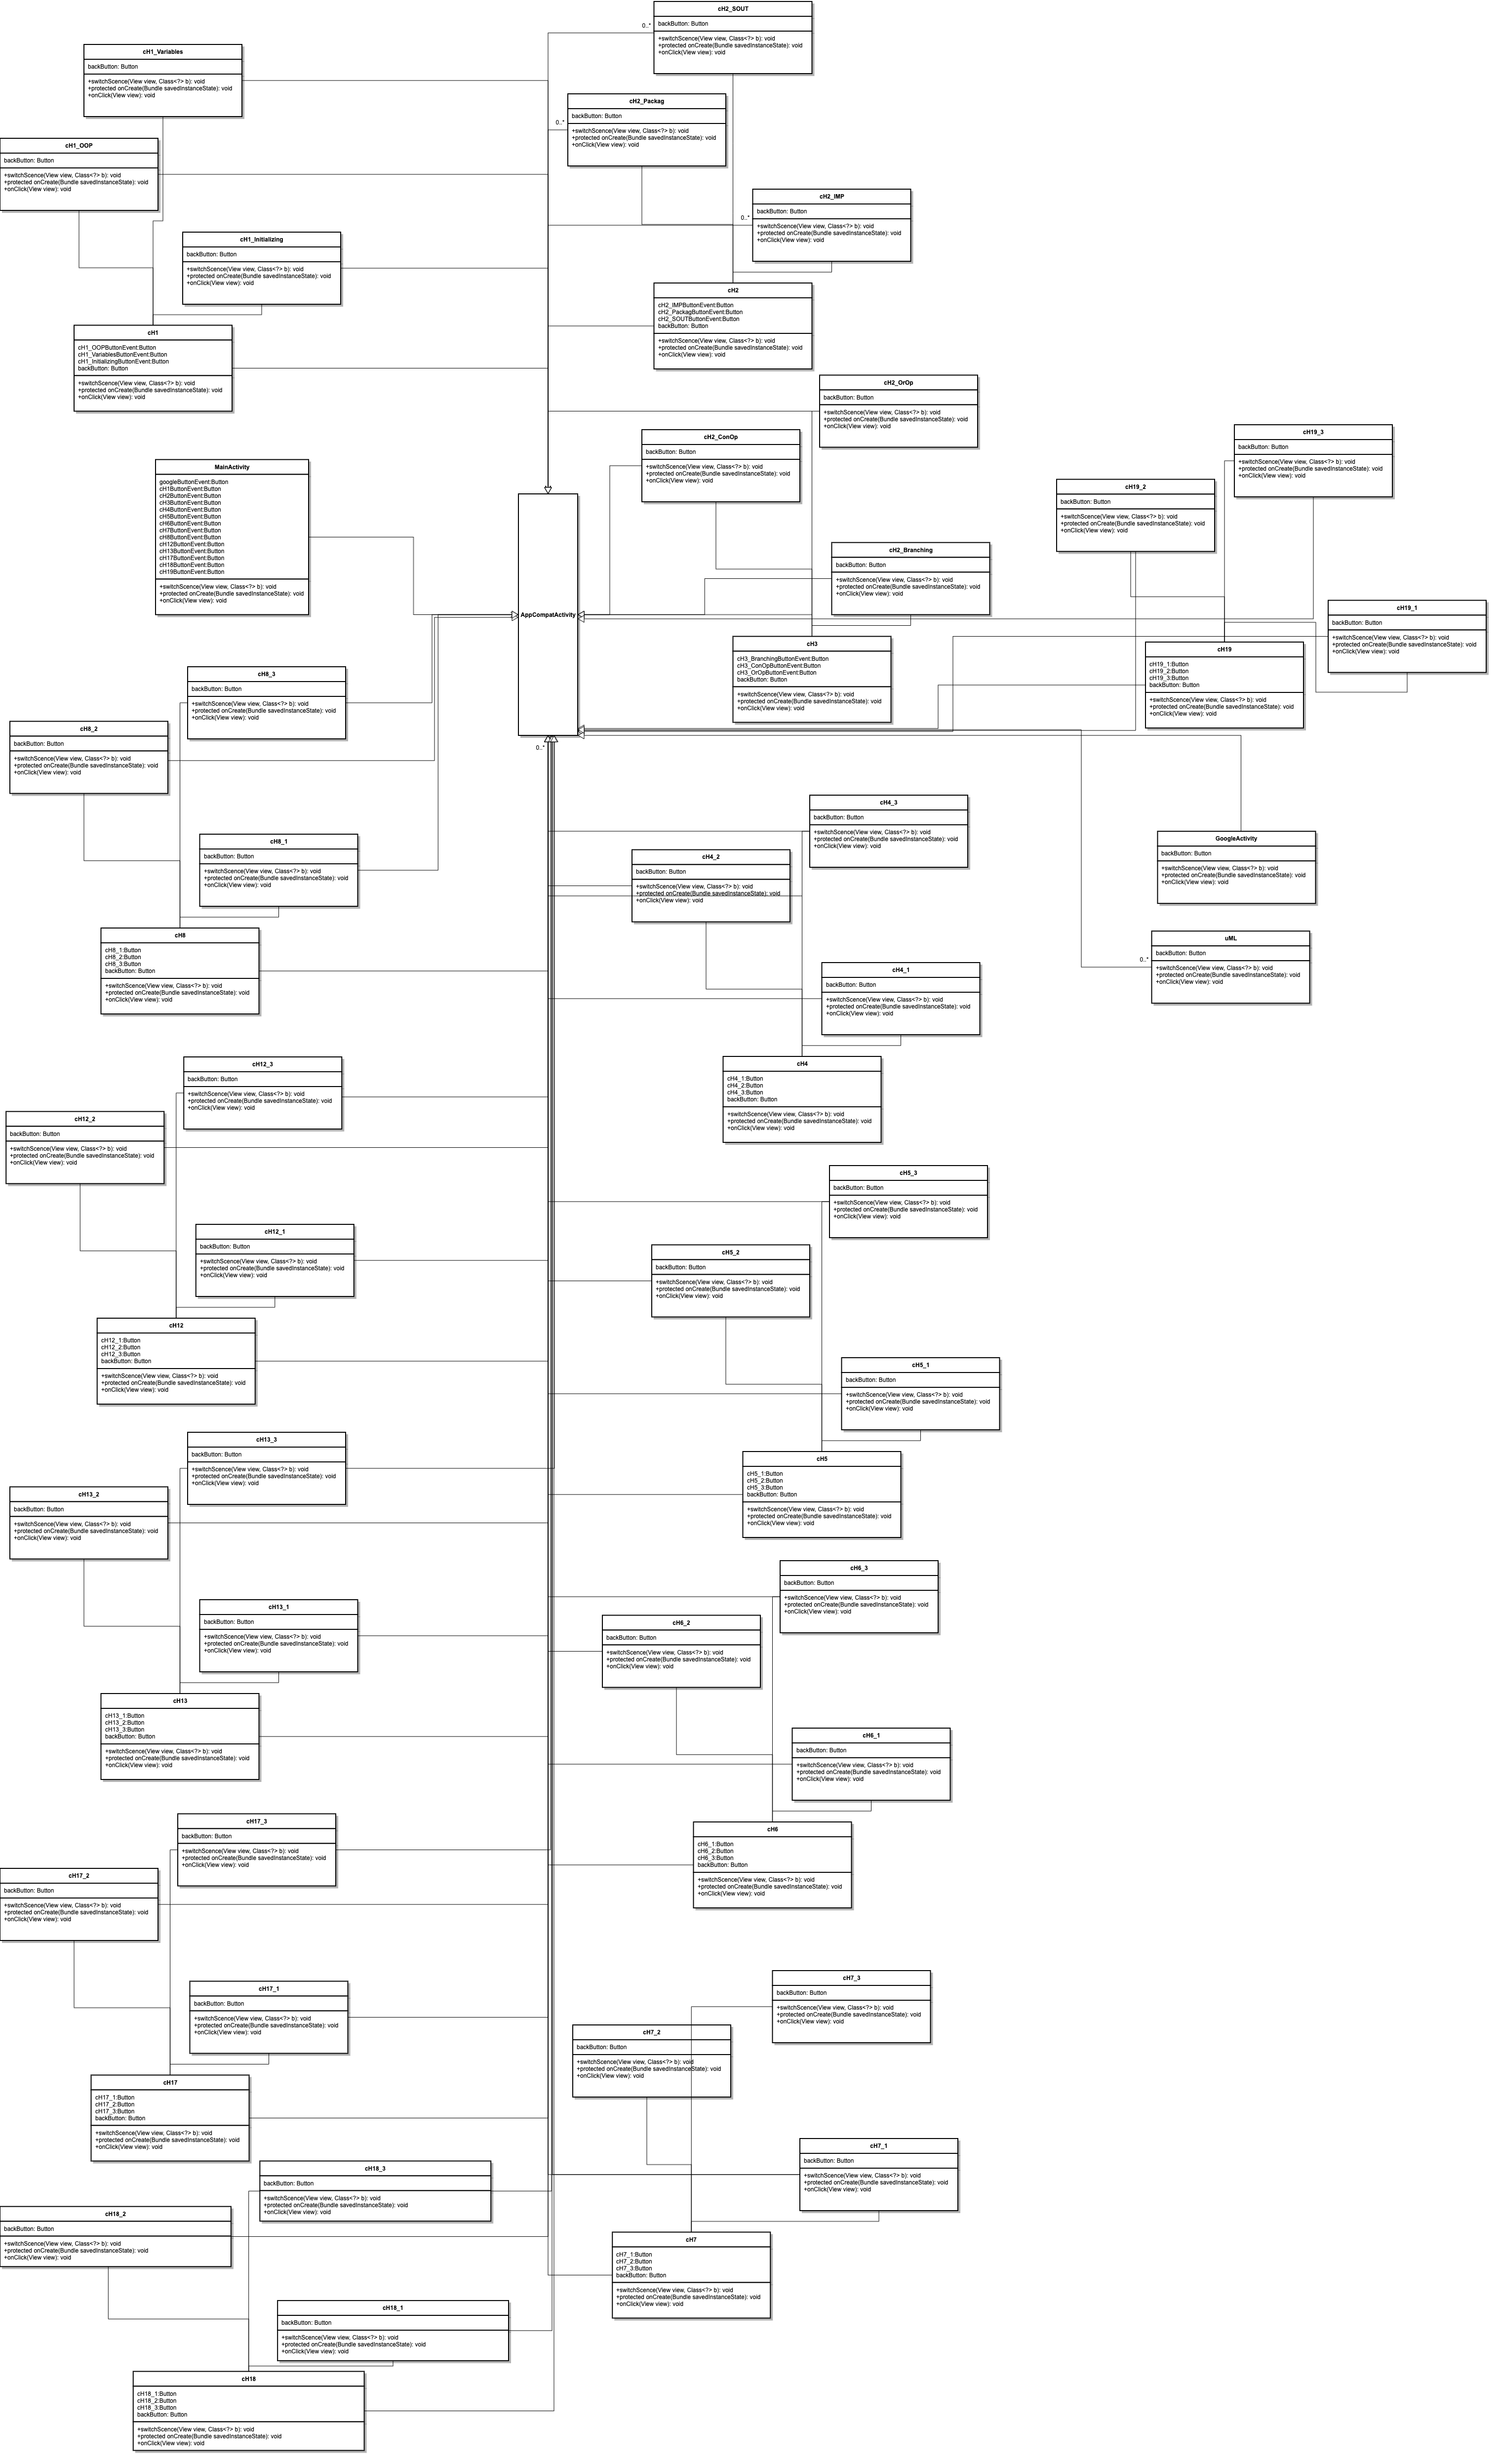 cH2_SOUT
backButton: Button
+switchScence(View view, Class<?> b): void
+protected onCreate(Bundle savedInstanceState): void
+onClick(View view): void
0..*
cH1_Variables
backButton: Button
+switchScence(View view, Class<?> b): void
+protected onCreate(Bundle savedInstanceState): void
+onClick(View view): void
cH2_Packag
backButton: Button
+switchScence(View view, Class<?> b): void
+protected onCreate(Bundle savedInstanceState): void
+onClick(View view): void
0..*
cH1_OOP
backButton: Button
+switchScence(View view, Class<?> b): void
+protected onCreate(Bundle savedInstanceState): void
+onClick(View view): void
cH2_IMP
backButton: Button
+switchScence(View view, Class<?> b): void
+protected onCreate(Bundle savedInstanceState): void
+onClick(View view): void
0..*
cH1_Initializing
backButton: Button
+switchScence(View view, Class<?> b): void
+protected onCreate(Bundle savedInstanceState): void
+onClick(View view): void
cH2
cH2_IMPButtonEvent:Button
cH2_PackagButtonEvent:Button
cH2_SOUTButtonEvent:Button
backButton: Button
+switchScence(View view, Class<?> b): void
+protected onCreate(Bundle savedInstanceState): void
+onClick(View view): void
cH1
cH1_OOPButtonEvent:Button
cH1_VariablesButtonEvent:Button
cH1_InitializingButtonEvent:Button
backButton: Button
+switchScence(View view, Class<?> b): void
+protected onCreate(Bundle savedInstanceState): void
+onClick(View view): void
cH2_OrOp
backButton: Button
+switchScence(View view, Class<?> b): void
+protected onCreate(Bundle savedInstanceState): void
+onClick(View view): void
cH2_ConOp
backButton: Button
+switchScence(View view, Class<?> b): void
+protected onCreate(Bundle savedInstanceState): void
+onClick(View view): void
cH19_3
backButton: Button
+switchScence(View view, Class<?> b): void
+protected onCreate(Bundle savedInstanceState): void
+onClick(View view): void
MainActivity
googleButtonEvent:Button
cH1ButtonEvent:Button
cH2ButtonEvent:Button
cH3ButtonEvent:Button
cH4ButtonEvent:Button
cH5ButtonEvent:Button
cH6ButtonEvent:Button
cH7ButtonEvent:Button
cH8ButtonEvent:Button
cH12ButtonEvent:Button
cH13ButtonEvent:Button
cH17ButtonEvent:Button
cH18ButtonEvent:Button
cH19ButtonEvent:Button
+switchScence(View view, Class<?> b): void
+protected onCreate(Bundle savedInstanceState): void
+onClick(View view): void
cH19_2
backButton: Button
+switchScence(View view, Class<?> b): void
+protected onCreate(Bundle savedInstanceState): void
+onClick(View view): void
cH2_Branching
backButton: Button
+switchScence(View view, Class<?> b): void
+protected onCreate(Bundle savedInstanceState): void
+onClick(View view): void
AppCompatActivity
0..*
cH19_1
backButton: Button
+switchScence(View view, Class<?> b): void
+protected onCreate(Bundle savedInstanceState): void
+onClick(View view): void
cH3
cH3_BranchingButtonEvent:Button
cH3_ConOpButtonEvent:Button
cH3_OrOpButtonEvent:Button
backButton: Button
+switchScence(View view, Class<?> b): void
+protected onCreate(Bundle savedInstanceState): void
+onClick(View view): void
cH19
cH19_1:Button
cH19_2:Button
cH19_3:Button
backButton: Button
+switchScence(View view, Class<?> b): void
+protected onCreate(Bundle savedInstanceState): void
+onClick(View view): void
cH8_3
backButton: Button
+switchScence(View view, Class<?> b): void
+protected onCreate(Bundle savedInstanceState): void
+onClick(View view): void
cH8_2
backButton: Button
+switchScence(View view, Class<?> b): void
+protected onCreate(Bundle savedInstanceState): void
+onClick(View view): void
cH4_3
backButton: Button
+switchScence(View view, Class<?> b): void
+protected onCreate(Bundle savedInstanceState): void
+onClick(View view): void
cH8_1
backButton: Button
+switchScence(View view, Class<?> b): void
+protected onCreate(Bundle savedInstanceState): void
+onClick(View view): void
GoogleActivity
backButton: Button
+switchScence(View view, Class<?> b): void
+protected onCreate(Bundle savedInstanceState): void
+onClick(View view): void
cH4_2
backButton: Button
+switchScence(View view, Class<?> b): void
+protected onCreate(Bundle savedInstanceState): void
+onClick(View view): void
cH8
cH8_1:Button
cH8_2:Button
cH8_3:Button
backButton: Button
+switchScence(View view, Class<?> b): void
+protected onCreate(Bundle savedInstanceState): void
+onClick(View view): void
uML
backButton: Button
+switchScence(View view, Class<?> b): void
+protected onCreate(Bundle savedInstanceState): void
+onClick(View view): void
0..*
cH4_1
backButton: Button
+switchScence(View view, Class<?> b): void
+protected onCreate(Bundle savedInstanceState): void
+onClick(View view): void
cH4
cH4_1:Button
cH4_2:Button
cH4_3:Button
backButton: Button
+switchScence(View view, Class<?> b): void
+protected onCreate(Bundle savedInstanceState): void
+onClick(View view): void
cH12_3
backButton: Button
+switchScence(View view, Class<?> b): void
+protected onCreate(Bundle savedInstanceState): void
+onClick(View view): void
cH12_2
backButton: Button
+switchScence(View view, Class<?> b): void
+protected onCreate(Bundle savedInstanceState): void
+onClick(View view): void
cH5_3
backButton: Button
+switchScence(View view, Class<?> b): void
+protected onCreate(Bundle savedInstanceState): void
+onClick(View view): void
cH12_1
backButton: Button
+switchScence(View view, Class<?> b): void
+protected onCreate(Bundle savedInstanceState): void
+onClick(View view): void
cH5_2
backButton: Button
+switchScence(View view, Class<?> b): void
+protected onCreate(Bundle savedInstanceState): void
+onClick(View view): void
cH12
cH12_1:Button
cH12_2:Button
cH12_3:Button
backButton: Button
+switchScence(View view, Class<?> b): void
+protected onCreate(Bundle savedInstanceState): void
+onClick(View view): void
cH5_1
backButton: Button
+switchScence(View view, Class<?> b): void
+protected onCreate(Bundle savedInstanceState): void
+onClick(View view): void
cH13_3
backButton: Button
+switchScence(View view, Class<?> b): void
+protected onCreate(Bundle savedInstanceState): void
+onClick(View view): void
cH5
cH5_1:Button
cH5_2:Button
cH5_3:Button
backButton: Button
+switchScence(View view, Class<?> b): void
+protected onCreate(Bundle savedInstanceState): void
+onClick(View view): void
cH13_2
backButton: Button
+switchScence(View view, Class<?> b): void
+protected onCreate(Bundle savedInstanceState): void
+onClick(View view): void
cH6_3
backButton: Button
+switchScence(View view, Class<?> b): void
+protected onCreate(Bundle savedInstanceState): void
+onClick(View view): void
cH13_1
backButton: Button
+switchScence(View view, Class<?> b): void
+protected onCreate(Bundle savedInstanceState): void
+onClick(View view): void
cH6_2
backButton: Button
+switchScence(View view, Class<?> b): void
+protected onCreate(Bundle savedInstanceState): void
+onClick(View view): void
cH13
cH13_1:Button
cH13_2:Button
cH13_3:Button
backButton: Button
+switchScence(View view, Class<?> b): void
+protected onCreate(Bundle savedInstanceState): void
+onClick(View view): void
cH6_1
backButton: Button
+switchScence(View view, Class<?> b): void
+protected onCreate(Bundle savedInstanceState): void
+onClick(View view): void
cH17_3
backButton: Button
+switchScence(View view, Class<?> b): void
+protected onCreate(Bundle savedInstanceState): void
+onClick(View view): void
cH6
cH6_1:Button
cH6_2:Button
cH6_3:Button
backButton: Button
+switchScence(View view, Class<?> b): void
+protected onCreate(Bundle savedInstanceState): void
+onClick(View view): void
cH17_2
backButton: Button
+switchScence(View view, Class<?> b): void
+protected onCreate(Bundle savedInstanceState): void
+onClick(View view): void
cH7_3
backButton: Button
+switchScence(View view, Class<?> b): void
+protected onCreate(Bundle savedInstanceState): void
+onClick(View view): void
cH17_1
backButton: Button
+switchScence(View view, Class<?> b): void
+protected onCreate(Bundle savedInstanceState): void
+onClick(View view): void
cH7_2
backButton: Button
+switchScence(View view, Class<?> b): void
+protected onCreate(Bundle savedInstanceState): void
+onClick(View view): void
cH17
cH17_1:Button
cH17_2:Button
cH17_3:Button
backButton: Button
+switchScence(View view, Class<?> b): void
+protected onCreate(Bundle savedInstanceState): void
+onClick(View view): void
cH7_1
backButton: Button
+switchScence(View view, Class<?> b): void
+protected onCreate(Bundle savedInstanceState): void
+onClick(View view): void
cH18_3
backButton: Button
+switchScence(View view, Class<?> b): void
+protected onCreate(Bundle savedInstanceState): void
+onClick(View view): void
cH18_2
backButton: Button
+switchScence(View view, Class<?> b): void
+protected onCreate(Bundle savedInstanceState): void
+onClick(View view): void
cH7
cH7_1:Button
cH7_2:Button
cH7_3:Button
backButton: Button
+switchScence(View view, Class<?> b): void
+protected onCreate(Bundle savedInstanceState): void
+onClick(View view): void
cH18_1
backButton: Button
+switchScence(View view, Class<?> b): void
+protected onCreate(Bundle savedInstanceState): void
+onClick(View view): void
cH18
cH18_1:Button
cH18_2:Button
cH18_3:Button
backButton: Button
+switchScence(View view, Class<?> b): void
+protected onCreate(Bundle savedInstanceState): void
+onClick(View view): void